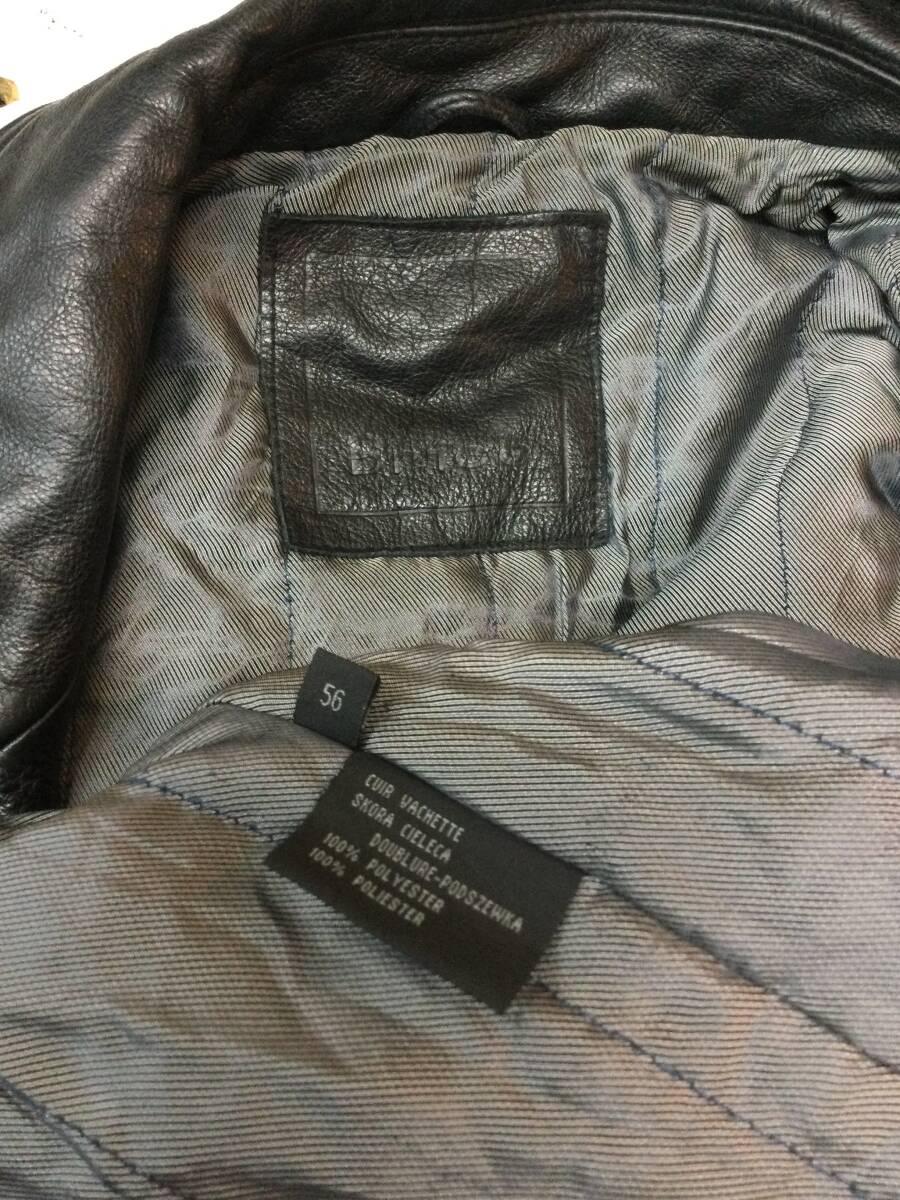 56
CUIR VACHETTE
SKORA CIELECA
DOUBLURE-PODSZEWKA
100% POLYESTER
100% POLIESTER